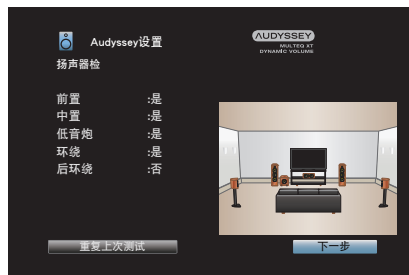 Audyssey设置
AUDYSSEY
MULTEQ XT
DYNAMIC VOLUME
扬声器检
前置 :是
中置 :是
低音炮 :是
环绕 :是
后环绕 :否
重复上次测试
下一步